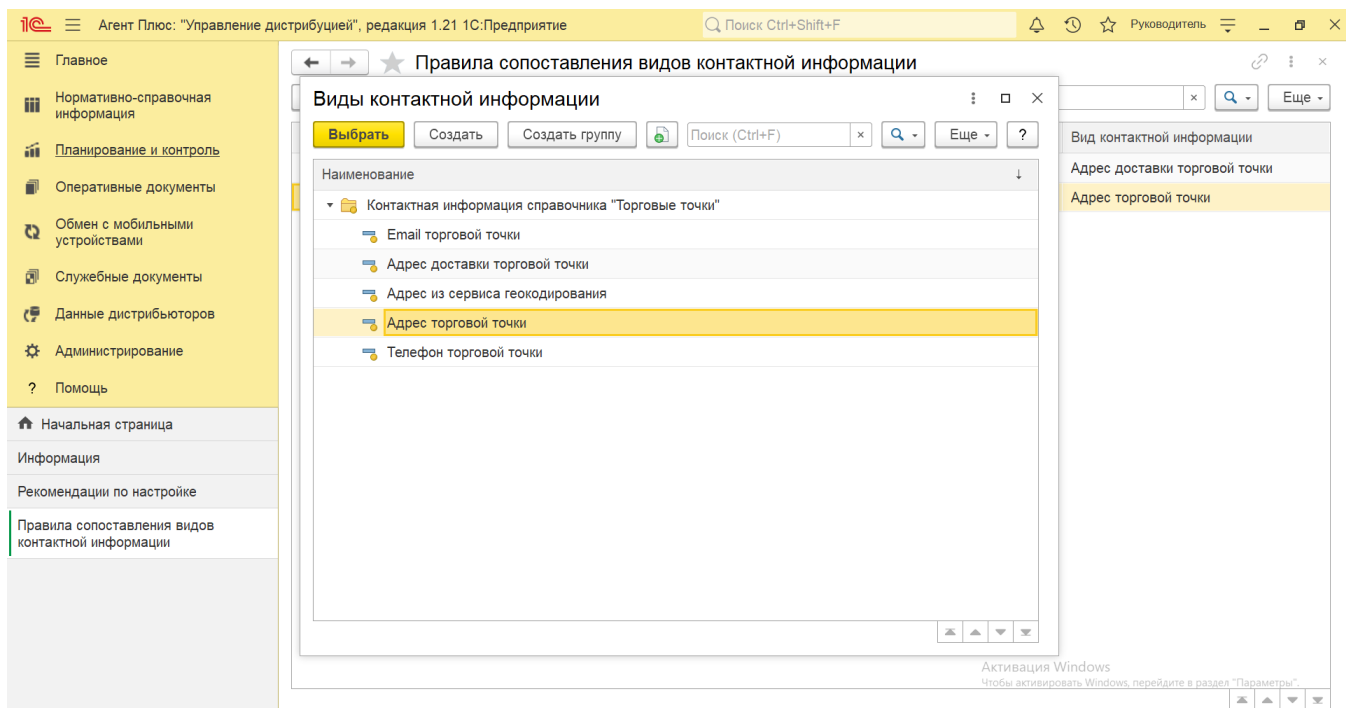 Агент Плюс: "Управление дистрибуцией", редакция 1.21 1С:Предприятие
Поиск Ctrl+Shift+F
Руководитель
Главное
Нормативно-справочная
информация
Планирование и контроль
Оперативные документы
Обмен с мобильными
устройствами
Служебные документы
Данные дистрибьюторов
Администрирование
? Помощь
Начальная страница
Информация
Рекомендации по настройке
Правила сопоставления видов
контактной информации
Правила сопоставления видов контактной информации
Еще
Вид контактной информации
Адрес доставки торговой точки
Адрес торговой точки
Виды контактной информации
Выбрать Создать Создать группу Поиск (Ctrl+F) Еще ?
Наименование
Контактная информация справочника "Торговые точки"
Email торговой точки
Адрес доставки торговой точки
Адрес из сервиса геокодирования
Адрес торговой точки
Телефон торговой точки
Активация Windows
Чтобы активировать Windows, перейдите в раздел "Параметры".